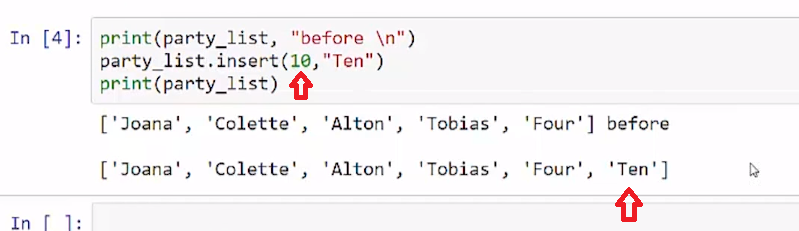 In [4]: print(party_list, "before \n")
party_list.insert(10,"Ten")
print(party_list)
['Joana', 'Colette', 'Alton', 'Tobias', 'Four'] before
['Joana', 'Colette', 'Alton', 'Tobias', 'Four', 'Ten']
In [ ]: